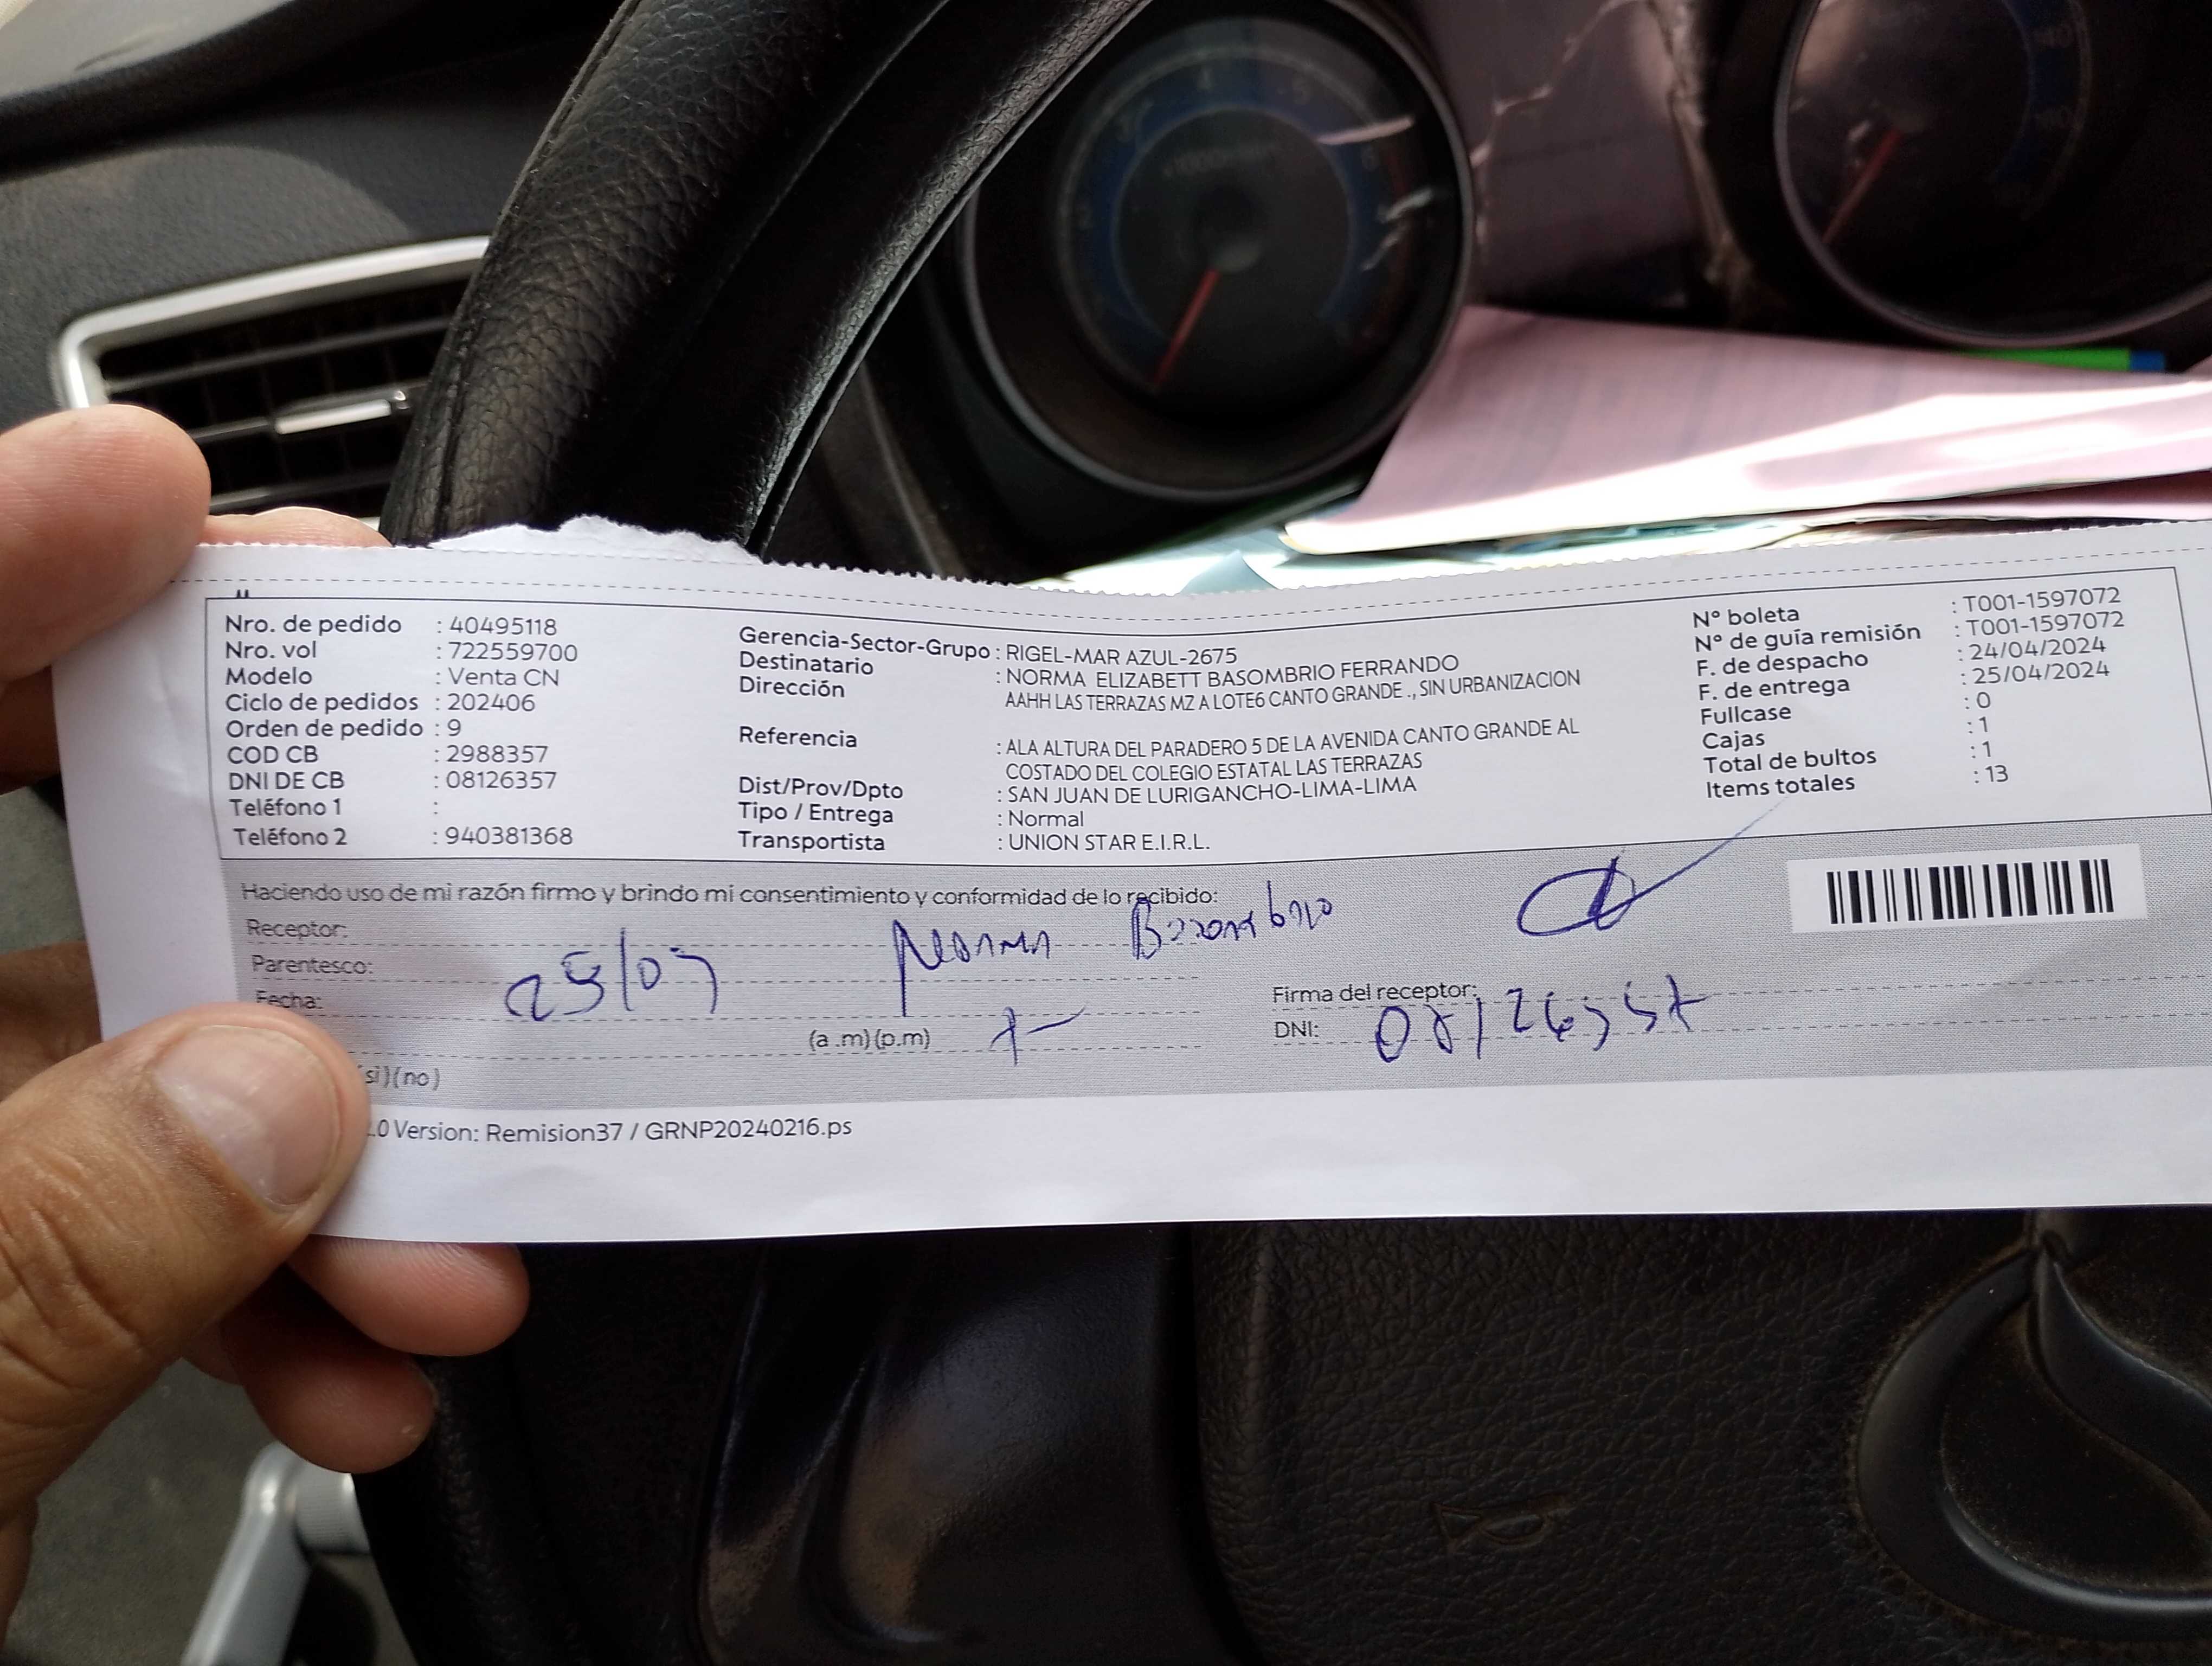 Nro. de pedido : 40495118
Nro. vol : 722559700
Modelo : Venta CN
Ciclo de pedidos : 202406
Orden de pedido : 9
COD CB : 2988357
DNI DE CB : 08126357
Teléfono 1 :
Teléfono 2 : 940381368
Gerencia-Sector-Grupo : RIGEL-MAR AZUL-2675
Destinatario : NORMA ELIZABETT BASOMBRIO FERRANDO
Dirección AAHH LAS TERRAZAS MZ A LOTE6 CANTO GRANDE ., SIN URBANIZACION
Referencia : ALA ALTURA DEL PARADERO 5 DE LA AVENIDA CANTO GRANDE AL
COSTADO DEL COLEGIO ESTATAL LAS TERRAZAS
Dist/Prov/Dpto : SAN JUAN DE LURIGANCHO-LIMA-LIMA
Tipo / Entrega : Normal
Transportista : UNION STAR E.I.R.L.
N° boleta : T001-1597072
N° de guía remisión : T001-1597072
F. de despacho : 24/04/2024
F. de entrega : 25/04/2024
Fullcase : 0
Cajas : 1
Total de bultos : 1
Items totales : 13
Haciendo uso de mi razón firmo y brindo mi consentimiento y conformidad de lo recibido:
Receptor: Norma
Parentesco:
Fecha:
(a .m)(p.m)
Firma del receptor:
DNI: 08126357
(si)(no)
.0 Version: Remision37 / GRNP20240216.ps